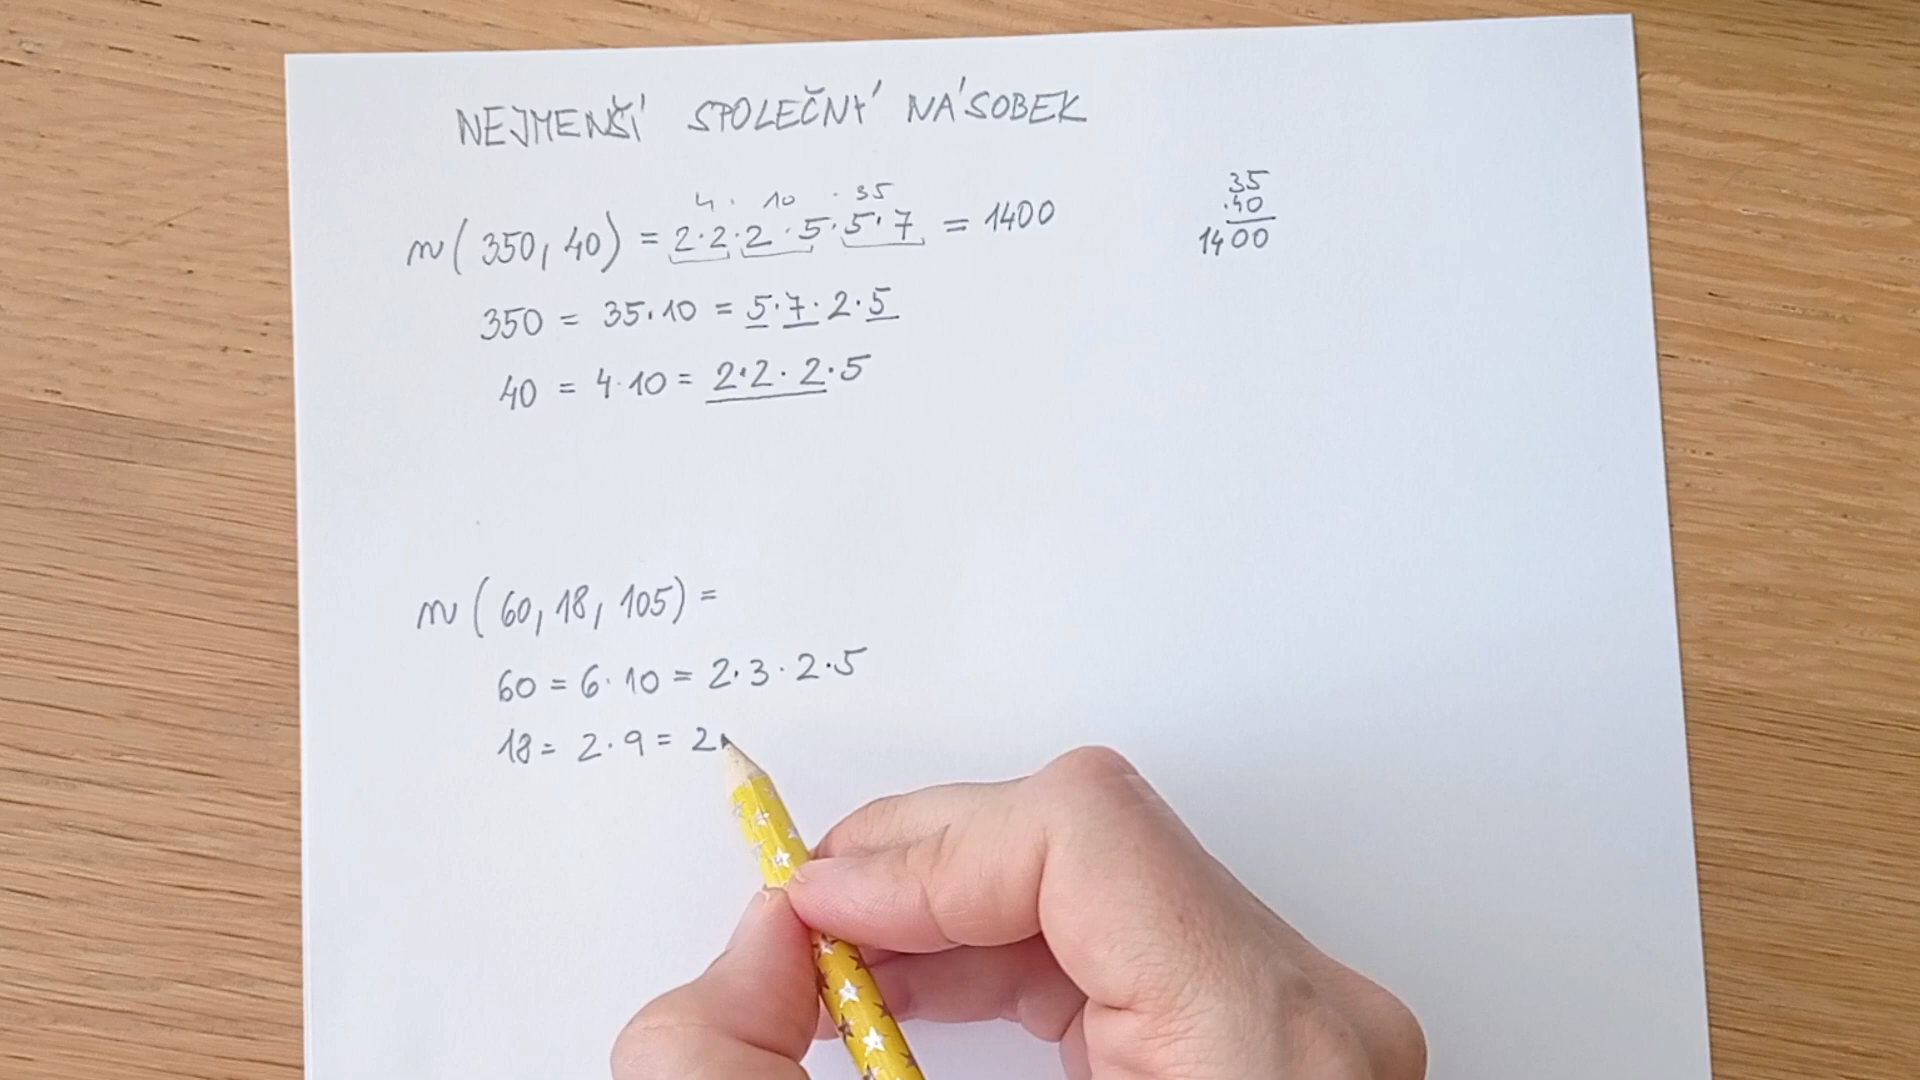 NEJMENŠÍ SPOLEČNÝ NÁSOBEK
4 · 10 · 35
n(350, 40) = 2·2·2·5·5·7 = 1400
350 = 35·10 = 5·7·2·5
40 = 4·10 = 2·2·2·5
35
·40
1400
n(60, 18, 105) =
60 = 6·10 = 2·3·2·5
18 = 2·9 = 2·